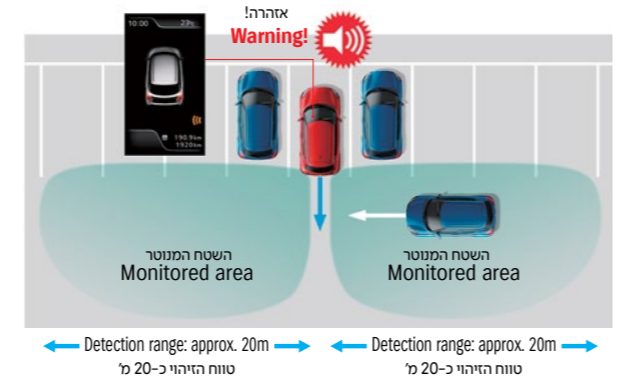 אזהרה!
Warning!
10:00
190.9km
1920km
השטח המנוטר
Monitored area
השטח המנוטר
Monitored area
Detection range: approx. 20m
טווח הזיהוי כ-20 מ'
Detection range: approx. 20m
טווח הזיהוי כ-20 מ'